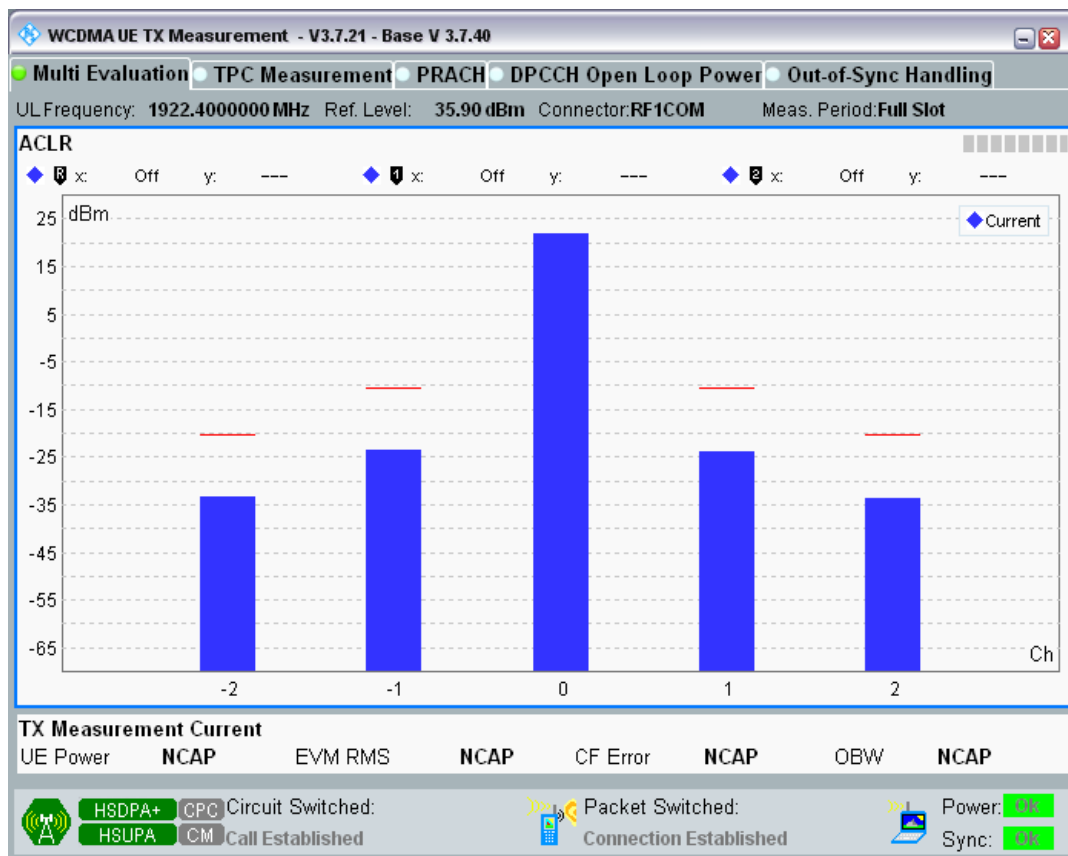 WCDMA UE TX Measurement - V3.7.21 - Base V 3.7.40
Multi Evaluation TPC Measurement PRACH DPCCH Open Loop Power Out-of-Sync Handling
UL Frequency: 1922.4000000 MHz Ref. Level: 35.90 dBm Connector:RF1COM Meas. Period:Full Slot
ACLR
R x: Off y: --- 1 x: Off y: --- 2 x: Off y: ---
dBm
Current
25
15
5
-5
-15
-25
-35
-45
-55
-65
Ch
-2 -1 0 1 2
TX Measurement Current
UE Power NCAP EVM RMS NCAP CF Error NCAP OBW NCAP
HSDPA+ CPC Circuit Switched: Packet Switched: Power: OK
HSUPA CM Call Established Connection Established Sync: OK